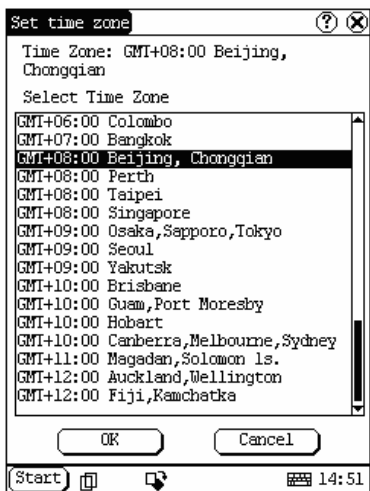 Set time zone
Time Zone: GMT+08:00 Beijing,
Chongqian
Select Time Zone
GMT+06:00 Colombo
GMT+07:00 Bangkok
GMT+08:00 Beijing, Chongqian
GMT+08:00 Perth
GMT+08:00 Taipei
GMT+08:00 Singapore
GMT+09:00 Osaka,Sapporo,Tokyo
GMT+09:00 Seoul
GMT+09:00 Yakutsk
GMT+10:00 Brisbane
GMT+10:00 Guam,Port Moresby
GMT+10:00 Hobart
GMT+10:00 Canberra,Melbourne,Sydney
GMT+11:00 Magadan,Solomon ls.
GMT+12:00 Auckland,Wellington
GMT+12:00 Fiji,Kamchatka
OK Cancel
Start 14:51